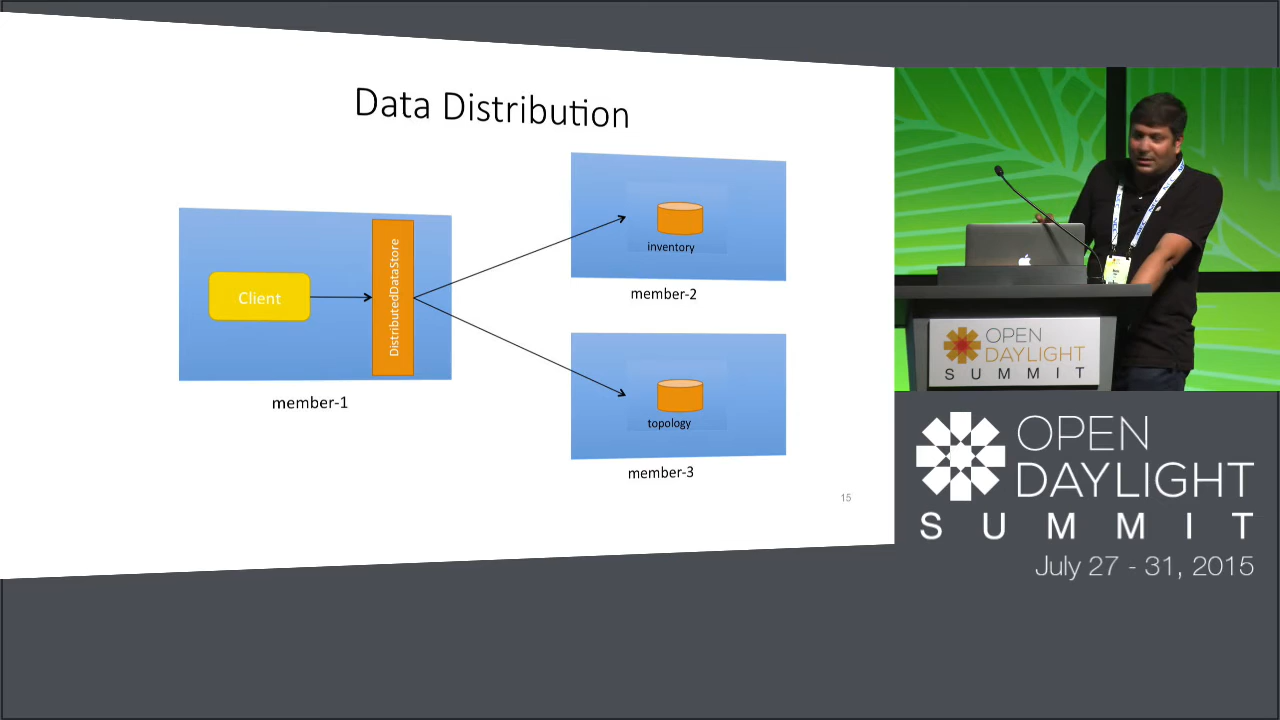 Data Distribution
Client
DistributedDataStore
member-1
inventory
member-2
topology
member-3
15
OPEN
DAYLIGHT
SUMMIT
OPEN
DAYLIGHT
SUMMIT
July 27 - 31, 2015